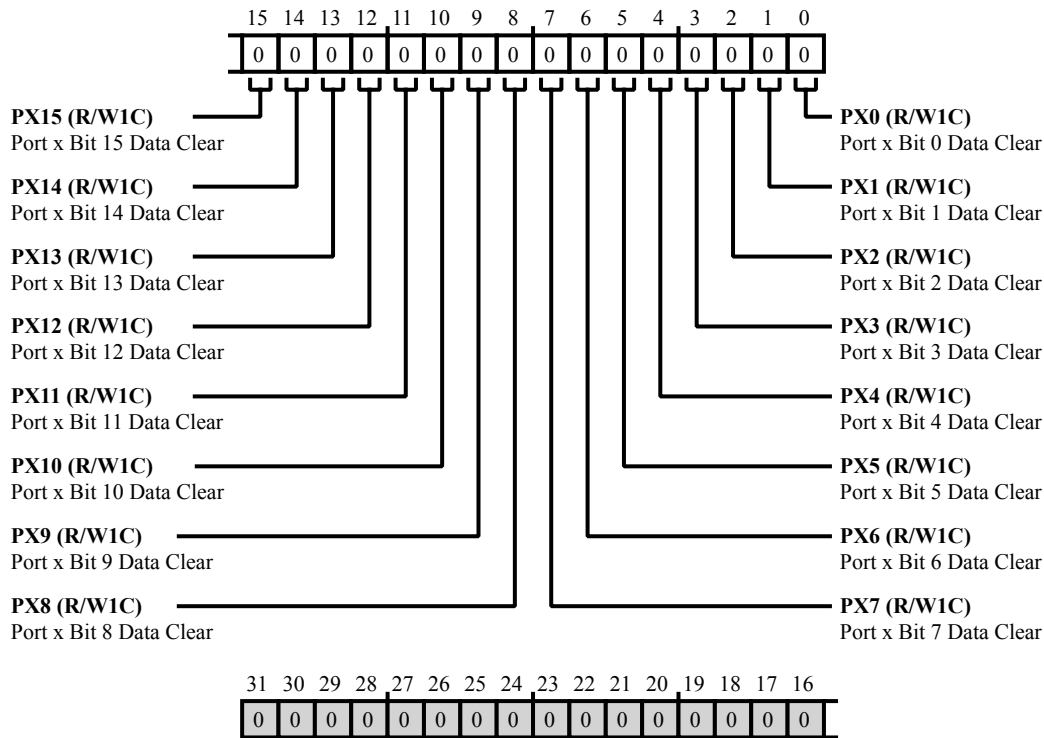 15 14 13 12 11 10 9 8 7 6 5 4 3 2 1 0
0 0 0 0 0 0 0 0 0 0 0 0 0 0 0 0
PX15 (R/W1C)
Port x Bit 15 Data Clear
PX14 (R/W1C)
Port x Bit 14 Data Clear
PX13 (R/W1C)
Port x Bit 13 Data Clear
PX12 (R/W1C)
Port x Bit 12 Data Clear
PX11 (R/W1C)
Port x Bit 11 Data Clear
PX10 (R/W1C)
Port x Bit 10 Data Clear
PX9 (R/W1C)
Port x Bit 9 Data Clear
PX8 (R/W1C)
Port x Bit 8 Data Clear
PX0 (R/W1C)
Port x Bit 0 Data Clear
PX1 (R/W1C)
Port x Bit 1 Data Clear
PX2 (R/W1C)
Port x Bit 2 Data Clear
PX3 (R/W1C)
Port x Bit 3 Data Clear
PX4 (R/W1C)
Port x Bit 4 Data Clear
PX5 (R/W1C)
Port x Bit 5 Data Clear
PX6 (R/W1C)
Port x Bit 6 Data Clear
PX7 (R/W1C)
Port x Bit 7 Data Clear
31 30 29 28 27 26 25 24 23 22 21 20 19 18 17 16
0 0 0 0 0 0 0 0 0 0 0 0 0 0 0 0